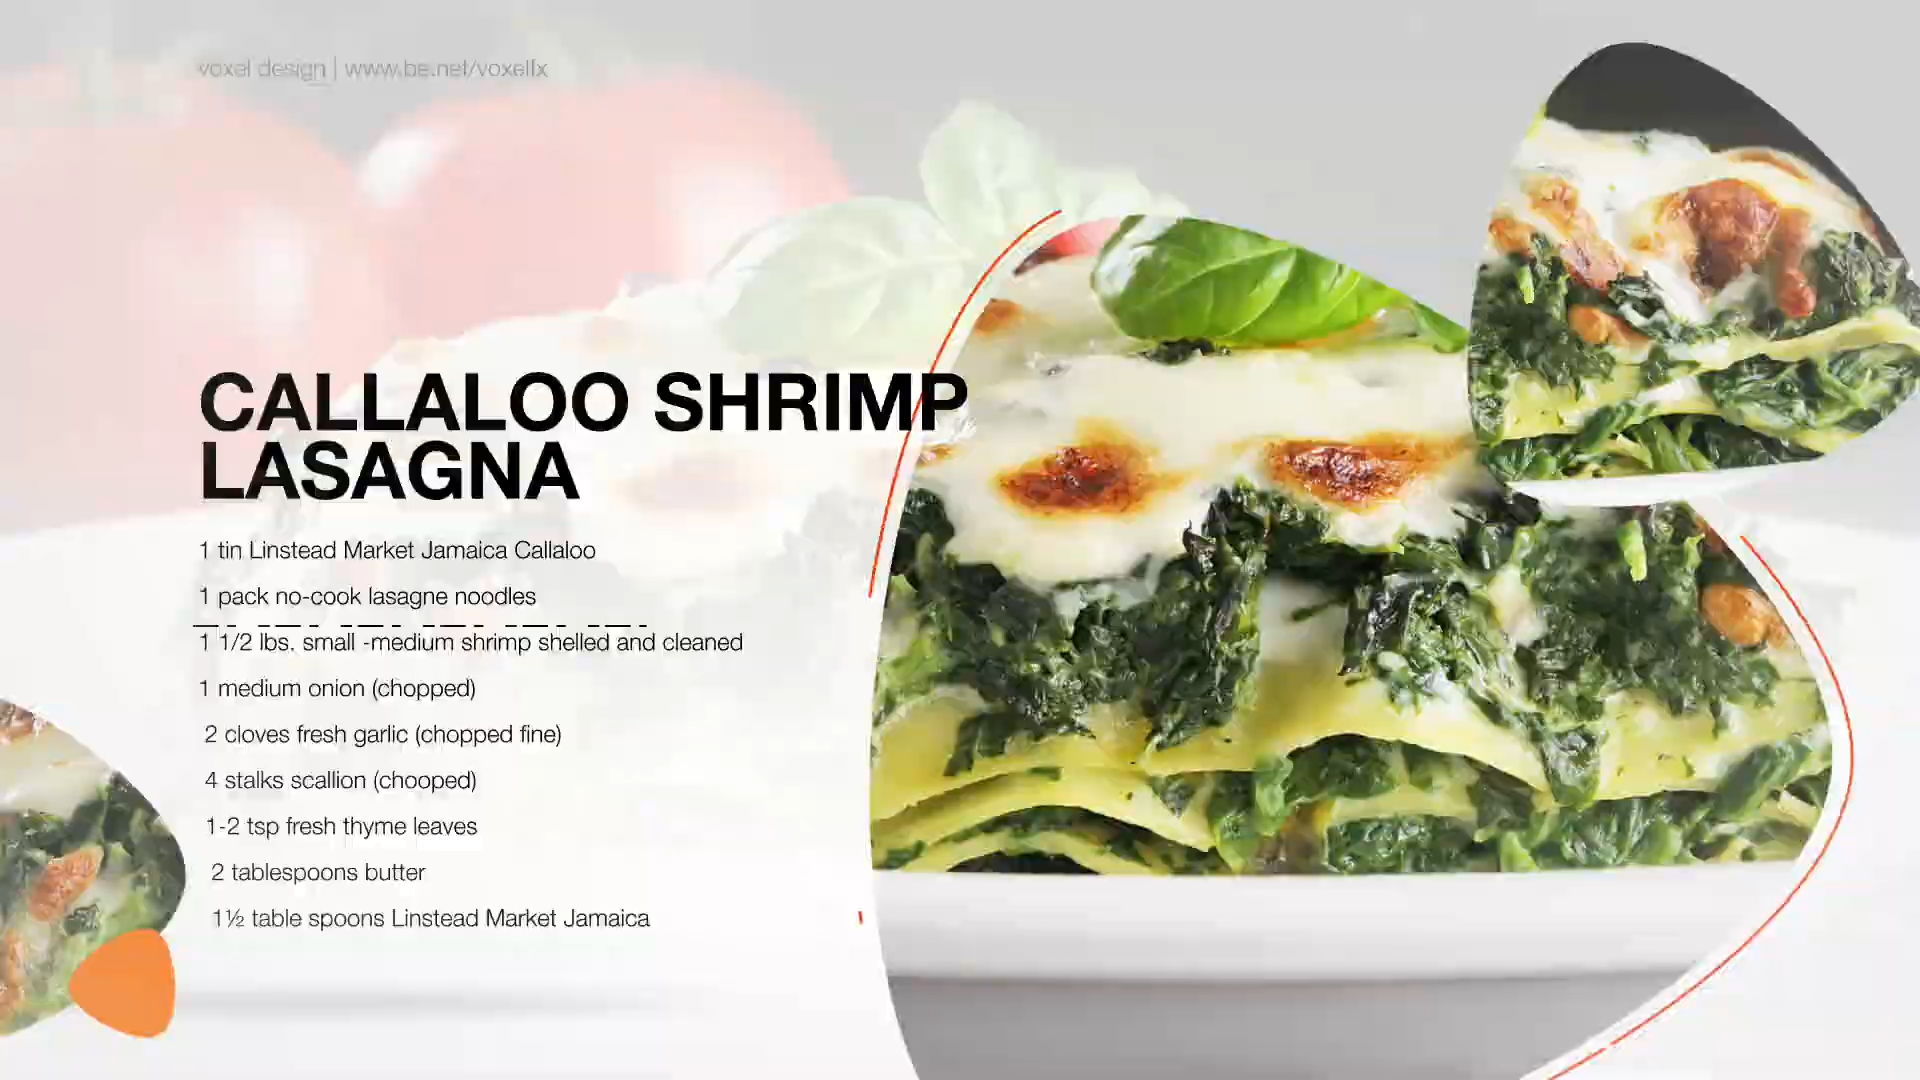 voxel design | www.be.net/voxelfx
CALLALOO SHRIMP
LASAGNA
1 tin Linstead Market Jamaica Callaloo
1 pack no-cook lasagne noodles
1 1/2 lbs. small -medium shrimp shelled and cleaned
1 medium onion (chopped)
2 cloves fresh garlic (chopped fine)
4 stalks scallion (chooped)
1-2 tsp fresh thyme leaves
2 tablespoons butter
1½ table spoons Linstead Market Jamaica